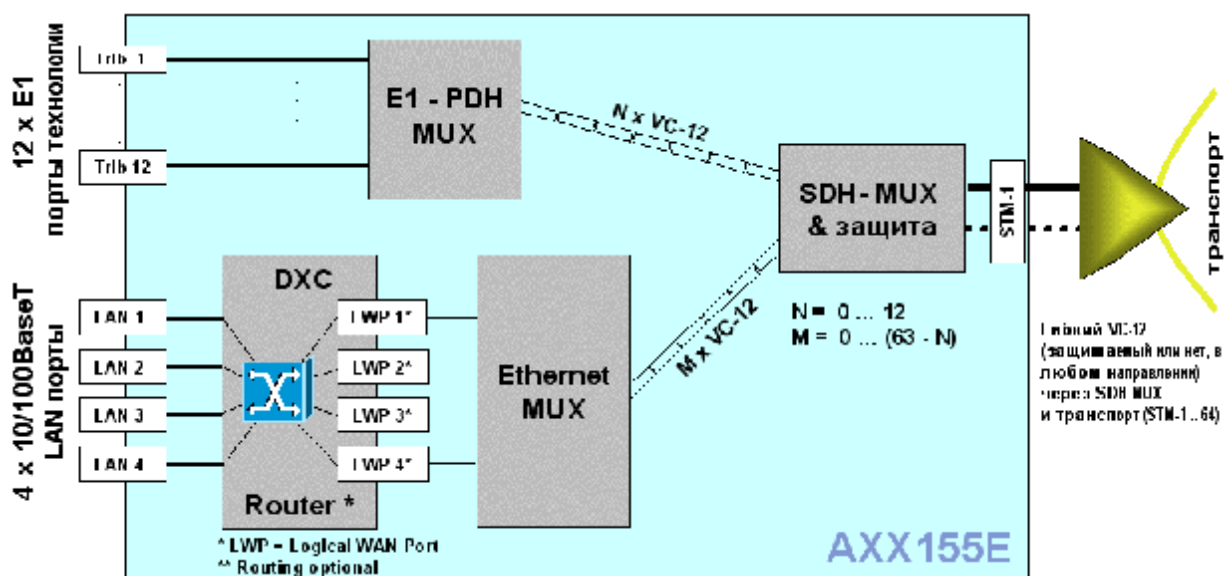 12 x E1
порты технологии
Trib 1
Trib 12
E1 - PDH
MUX
N x VC-12
SDH - MUX
& защита
STM-1
транспорт
4 x 10/100BaseT
LAN порты
LAN 1
LAN 2
LAN 3
LAN 4
DXC
Router *
LWP 1*
LWP 2*
LWP 3*
LWP 4*
Ethernet
MUX
M x VC-12
N = 0 ... 12
M = 0 ... (63 - N)
VC-12
(защищаемый или нет, в
любом направлении)
через SDH MUX
и транспорт (STM-1..64)
* LWP = Logical WAN Port
** Routing optional
AXX155E